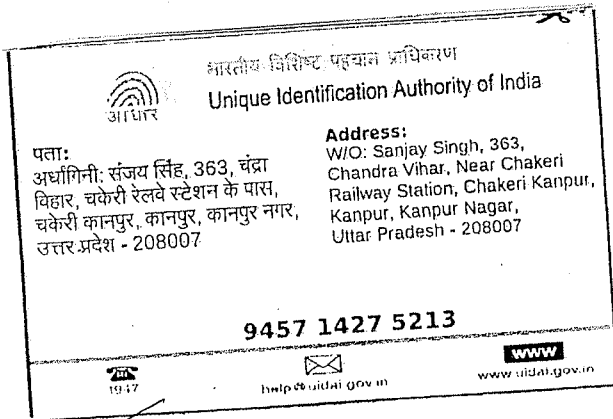 भारतीय विशिष्ट पहचान प्राधिकरण
Unique Identification Authority of India
आधार
पता:
अर्धांगिनी: संजय सिंह, 363, चंद्रा
विहार, चकेरी रेलवे स्टेशन के पास,
चकेरी कानपुर, कानपुर, कानपुर नगर,
उत्तर प्रदेश - 208007
Address:
W/O: Sanjay Singh, 363,
Chandra Vihar, Near Chakeri
Railway Station, Chakeri Kanpur,
Kanpur, Kanpur Nagar,
Uttar Pradesh - 208007
9457 1427 5213
1947
help@uidai.gov.in
www
www.uidai.gov.in